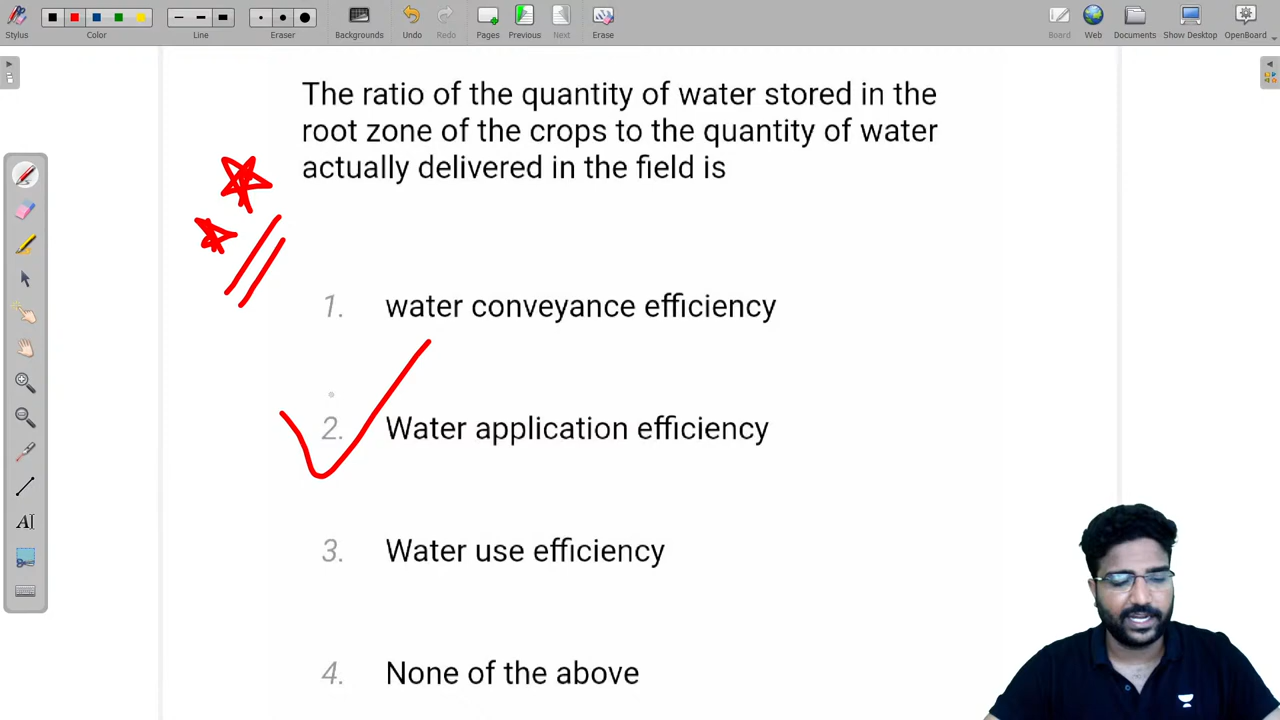 Stylus Color Line Eraser Backgrounds Undo Redo Pages Previous Next Erase Board Web Documents Show Desktop OpenBoard
The ratio of the quantity of water stored in the
root zone of the crops to the quantity of water
actually delivered in the field is
1. water conveyance efficiency
2. Water application efficiency
3. Water use efficiency
4. None of the above
AI